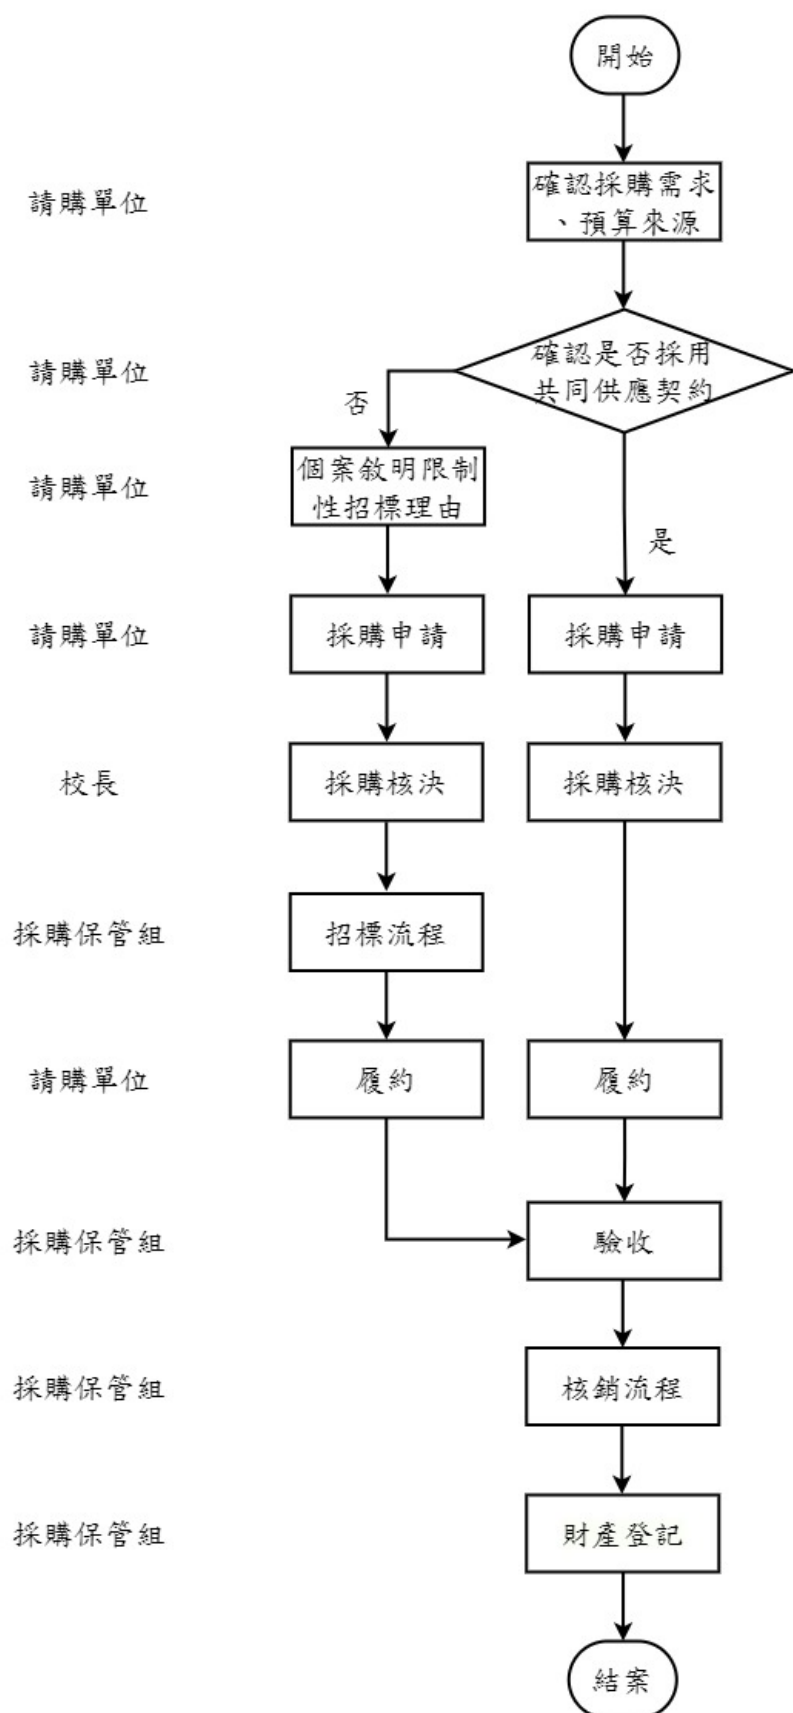 開始
請購單位
確認採購需求
、預算來源
請購單位
確認是否採用
共同供應契約
否
請購單位
個案敘明限制
性招標理由
是
請購單位
採購申請
採購申請
校長
採購核決
採購核決
採購保管組
招標流程
請購單位
履約
履約
採購保管組
驗收
採購保管組
核銷流程
採購保管組
財產登記
結案